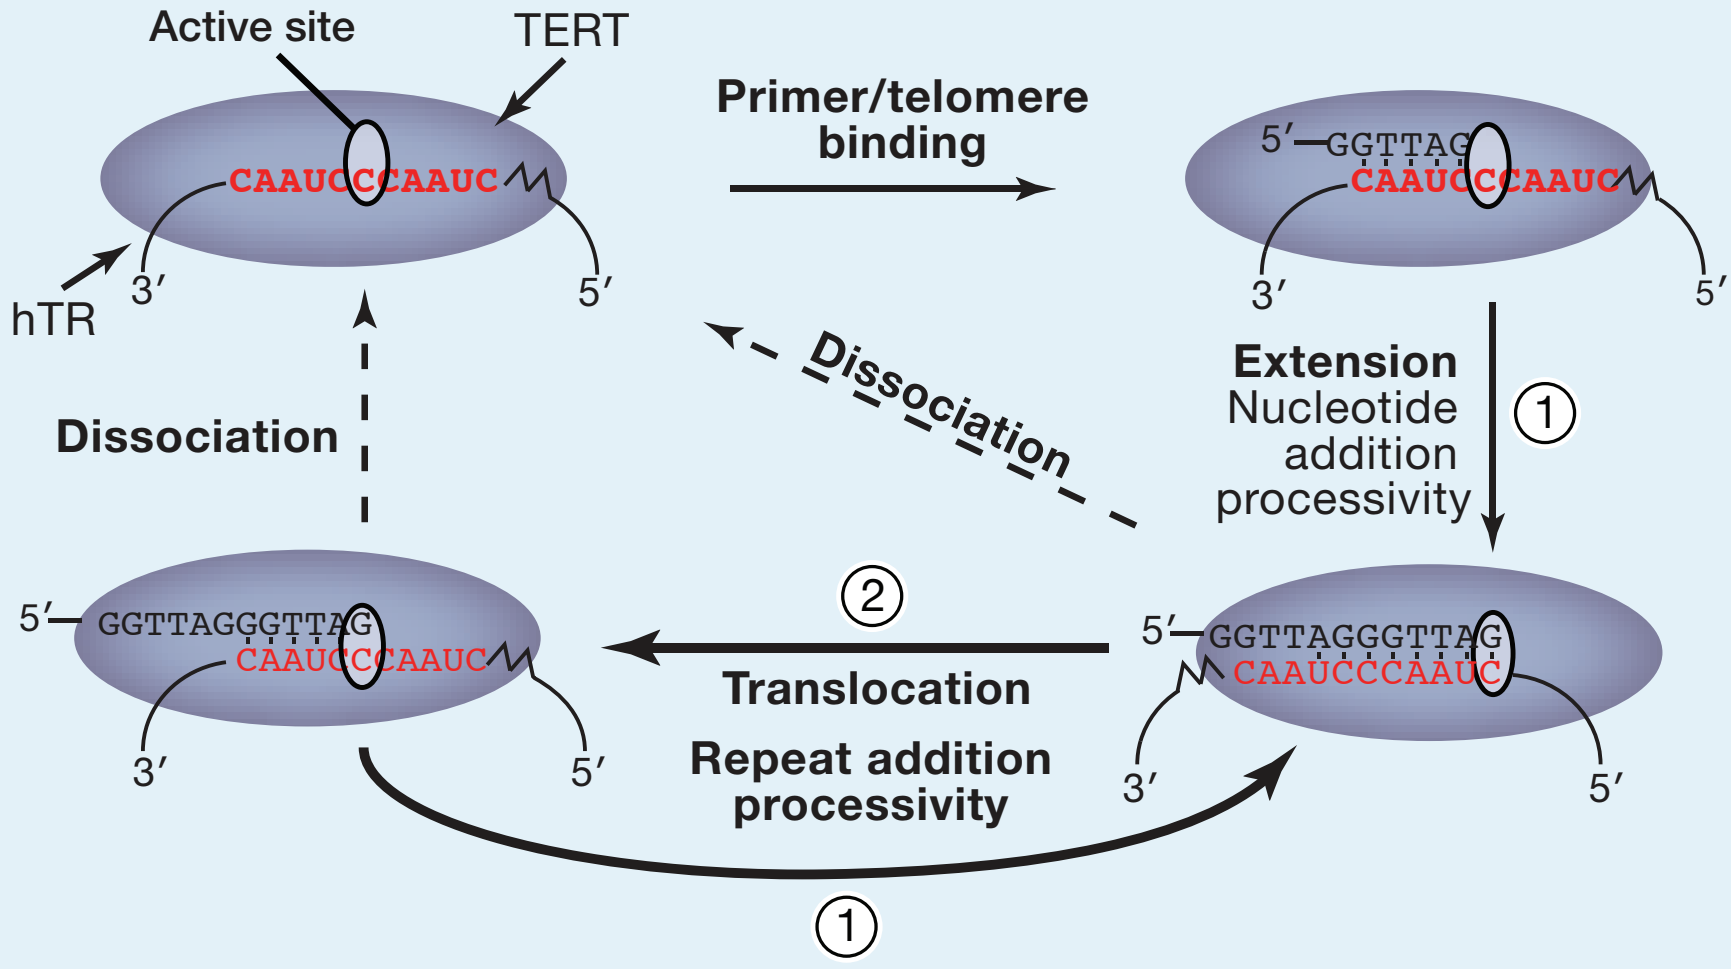 Active site
TERT
CAAUCCCAAUC
hTR
3′
5′
Primer/telomere
binding
5′
GGTTAG
CAAUCCCAAUC
3′
5′
Extension
Nucleotide
addition
processivity
1
Dissociation
Dissociation
5′
GGTTAGGGTTAG
CAAUCCCAAUC
3′
5′
2
Translocation
Repeat addition
processivity
5′
GGTTAGGGTTAG
CAAUCCCAAUC
3′
5′
1